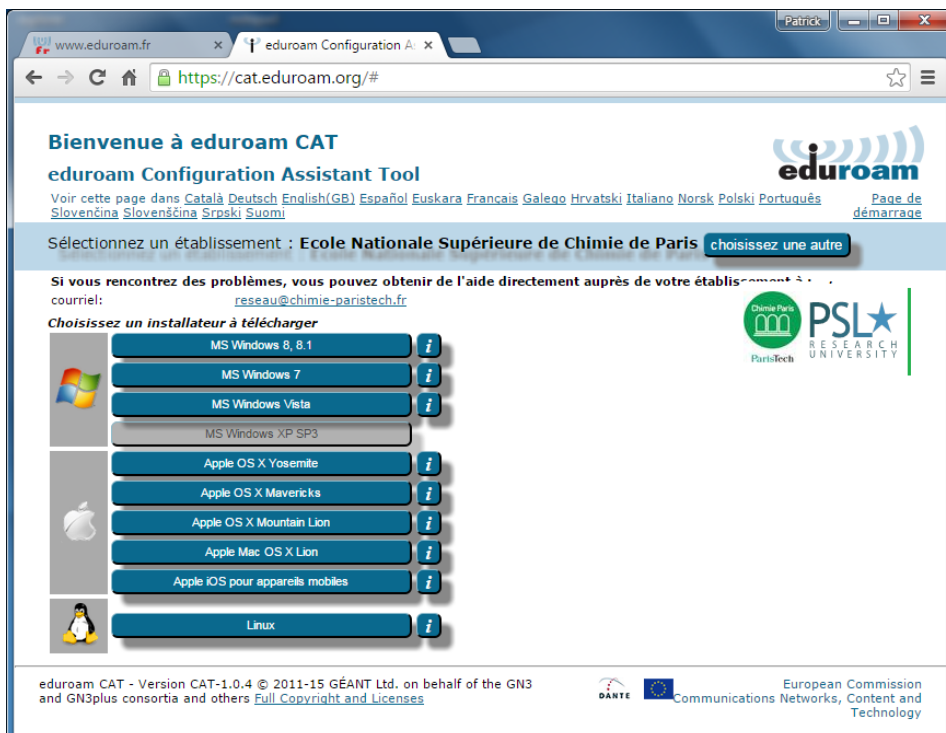 Patrick
www.eduroam.fr
eduroam Configuration A
https://cat.eduroam.org/#
Bienvenue à eduroam CAT
eduroam Configuration Assistant Tool
eduroam
Voir cette page dans Català Deutsch English(GB) Español Euskara Français Galego Hrvatski Italiano Norsk Polski Português
Slovenčina Slovenščina Srpski Suomi
Page de
démarrage
Sélectionnez un établissement : Ecole Nationale Supérieure de Chimie de Paris choisissez une autre
Si vous rencontrez des problèmes, vous pouvez obtenir de l'aide directement auprès de votre établissement à :
courriel: reseau@chimie-paristech.fr
Choisissez un installateur à télécharger
Chimie Paris
ParisTech
PSL
RESEARCH
UNIVERSITY
MS Windows 8, 8.1 i
MS Windows 7 i
MS Windows Vista i
MS Windows XP SP3
Apple OS X Yosemite i
Apple OS X Mavericks i
Apple OS X Mountain Lion i
Apple Mac OS X Lion i
Apple iOS pour appareils mobiles i
Linux i
eduroam CAT - Version CAT-1.0.4 © 2011-15 GÉANT Ltd. on behalf of the GN3
and GN3plus consortia and others Full Copyright and Licenses
DANTE
European Commission
Communications Networks, Content and
Technology